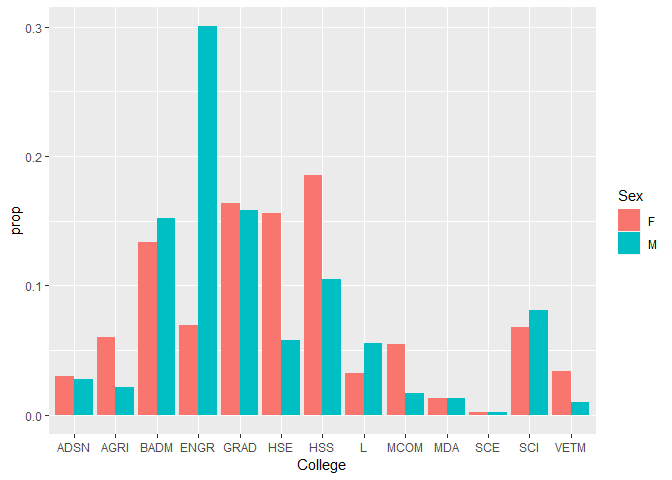 0.3
0.2
0.1
0.0
prop
ADSN AGRI BADM ENGR GRAD HSE HSS L MCOM MDA SCE SCI VETM
College
Sex
F
M